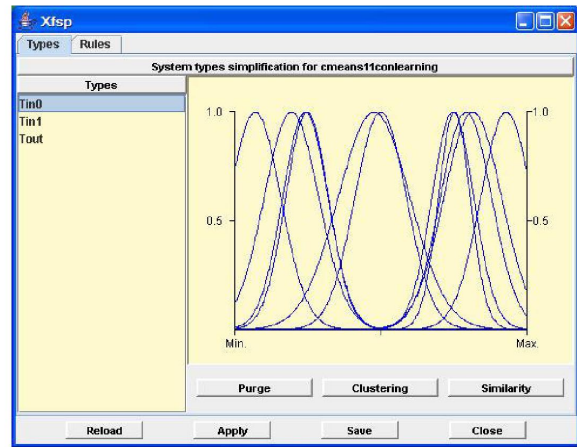 Xfsp
Types Rules
System types simplification for cmeans11conlearning
Types
Tin0
Tin1
Tout
1.0 1.0
0.5 0.5
Min. Max.
Purge Clustering Similarity
Reload Apply Save Close